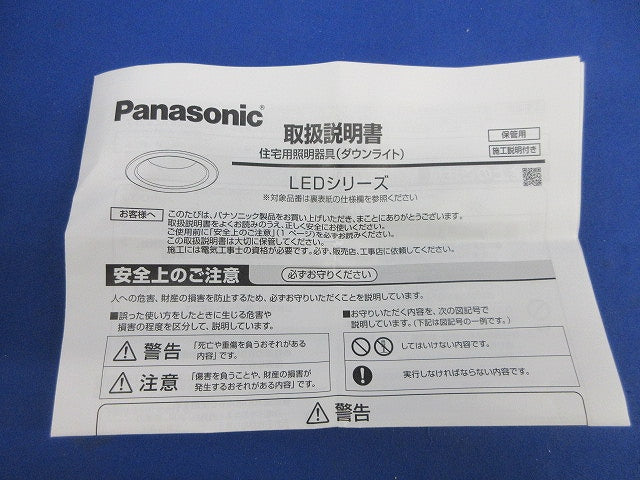 Panasonic®
取扱説明書
保管用
住宅用照明器具(ダウンライト)
施工説明付き
LEDシリーズ
※対象品番は裏表紙の仕様欄を参照ください
お客様へ
このたびは、パナソニック製品をお買い上げいただき、まことにありがとうございます。
取扱説明書をよくお読みのうえ、正しく安全にお使いください。
ご使用前に「安全上のご注意」(1 ページ)を必ずお読みください。
この取扱説明書は大切に保管してください。
施工には電気工事士の資格が必要です。必ず、販売店、工事店に依頼してください。
安全上のご注意
必ずお守りください
人への危害、財産の損害を防止するため、必ずお守りいただくことを説明しています。
■誤った使い方をしたときに生じる危害や
損害の程度を区分して、説明しています。
警告
「死亡や重傷を負うおそれがある
内容」です。
注意
「傷害を負うことや、財産の損害が
発生するおそれがある内容」です。
■お守りいただく内容を、次の図記号で
説明しています。(下記は図記号の一例です。)
してはいけない内容です。
実行しなければならない内容です。
警告